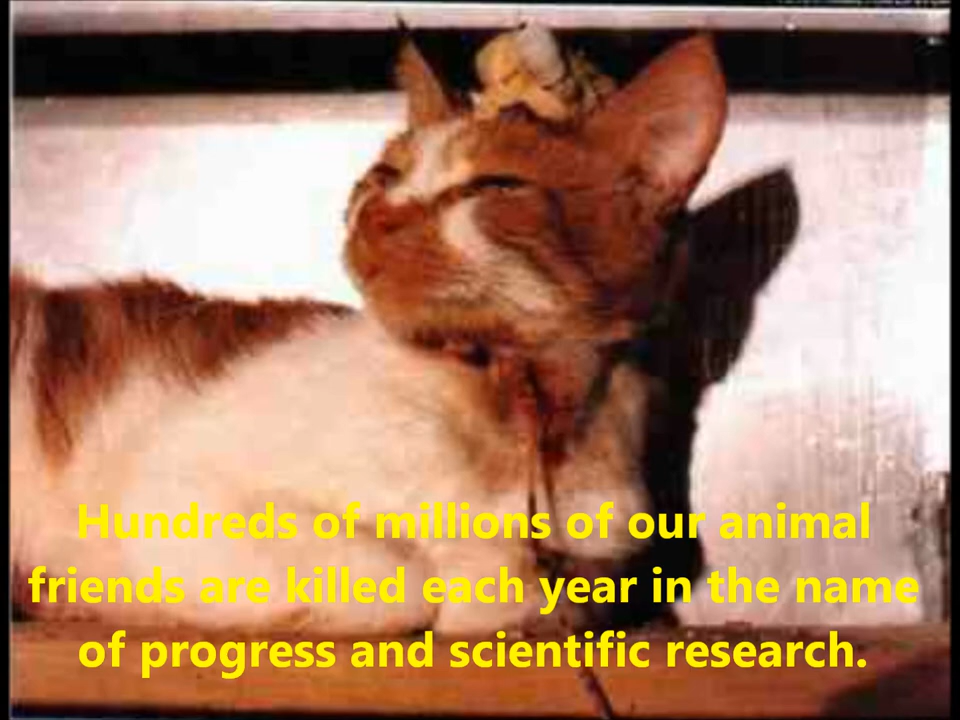 Hundreds of millions of our animal
friends are killed each year in the name
of progress and scientific research.